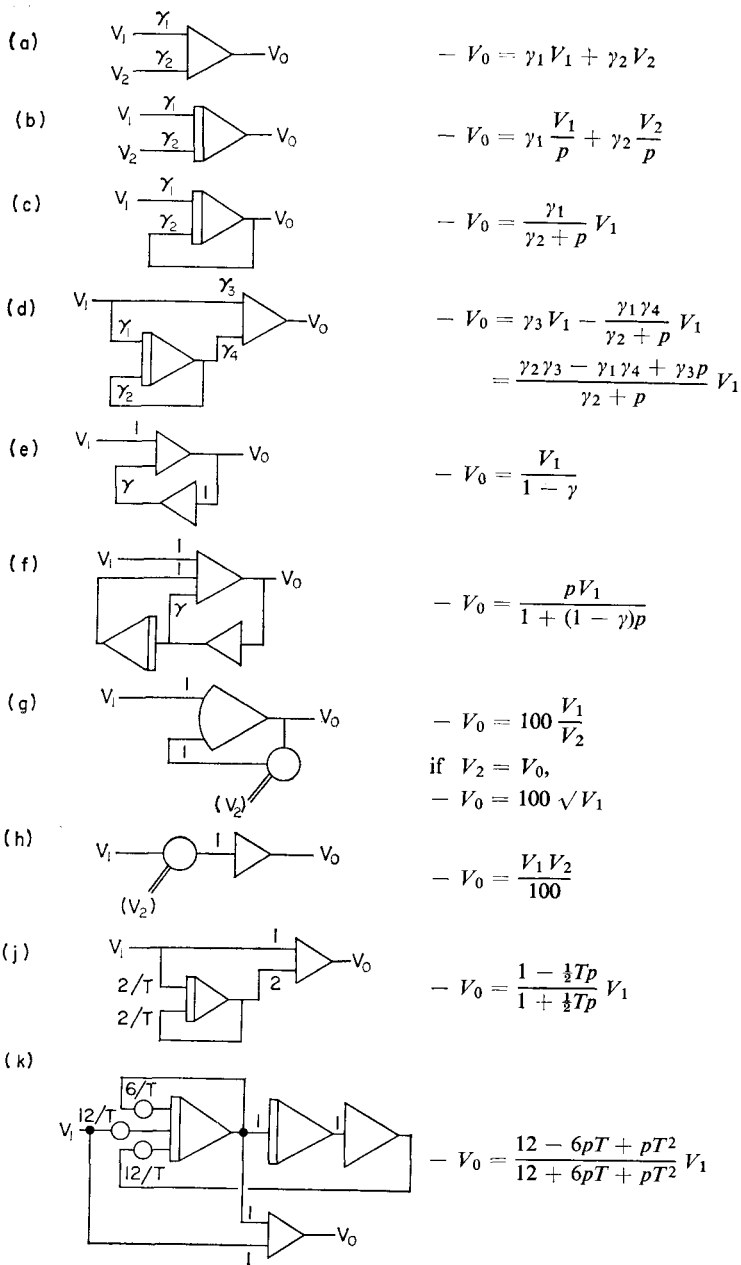 (a) V₁ γ₁ V₂ γ₂ V₀ − V₀ = γ₁V₁ + γ₂V₂
(b) V₁ γ₁ V₂ γ₂ V₀ − V₀ = γ₁ V₁/p + γ₂ V₂/p
(c) V₁ γ₁ γ₂ V₀ − V₀ = γ₁/(γ₂ + p) V₁
(d) V₁ γ₁ γ₂ γ₃ γ₄ V₀ − V₀ = γ₃V₁ − γ₁γ₄/(γ₂ + p) V₁
= (γ₂γ₃ − γ₁γ₄ + γ₃p)/(γ₂ + p) V₁
(e) V₁ 1 γ 1 V₀ − V₀ = V₁/(1 − γ)
(f) V₁ 1 1 γ V₀ − V₀ = pV₁/(1 + (1 − γ)p)
(g) V₁ 1 1 V₀ (V₂) − V₀ = 100 V₁/V₂
if V₂ = V₀,
− V₀ = 100 √V₁
(h) V₁ (V₂) 1 V₀ − V₀ = V₁V₂/100
(j) V₁ 1 2/T 2/T 2 V₀ − V₀ = (1 − ½Tp)/(1 + ½Tp) V₁
(k) V₁ 6/T 12/T 12/T 1 1 1 1 V₀ − V₀ = (12 − 6pT + pT²)/(12 + 6pT + pT²) V₁